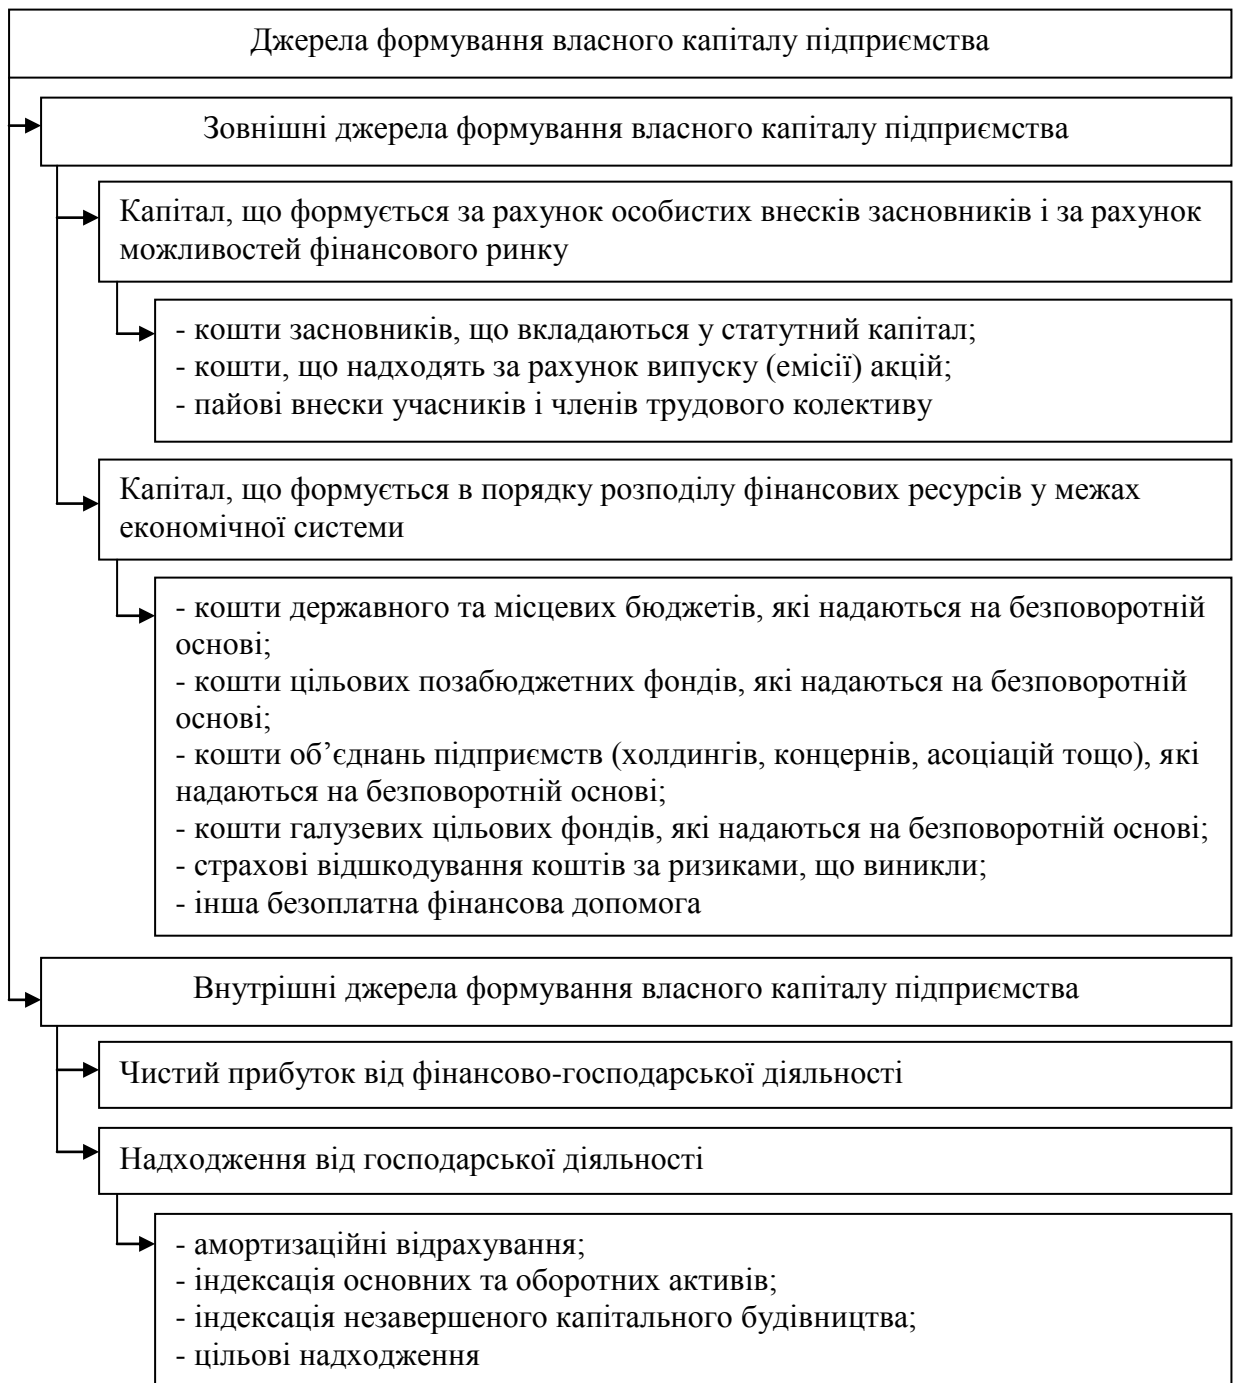 Джерела формування власного капіталу підприємства
Зовнішні джерела формування власного капіталу підприємства
Капітал, що формується за рахунок особистих внесків засновників і за рахунок
можливостей фінансового ринку
- кошти засновників, що вкладаються у статутний капітал;
- кошти, що надходять за рахунок випуску (емісії) акцій;
- пайові внески учасників і членів трудового колективу
Капітал, що формується в порядку розподілу фінансових ресурсів у межах
економічної системи
- кошти державного та місцевих бюджетів, які надаються на безповоротній
основі;
- кошти цільових позабюджетних фондів, які надаються на безповоротній
основі;
- кошти об’єднань підприємств (холдингів, концернів, асоціацій тощо), які
надаються на безповоротній основі;
- кошти галузевих цільових фондів, які надаються на безповоротній основі;
- страхові відшкодування коштів за ризиками, що виникли;
- інша безоплатна фінансова допомога
Внутрішні джерела формування власного капіталу підприємства
Чистий прибуток від фінансово-господарської діяльності
Надходження від господарської діяльності
- амортизаційні відрахування;
- індексація основних та оборотних активів;
- індексація незавершеного капітального будівництва;
- цільові надходження